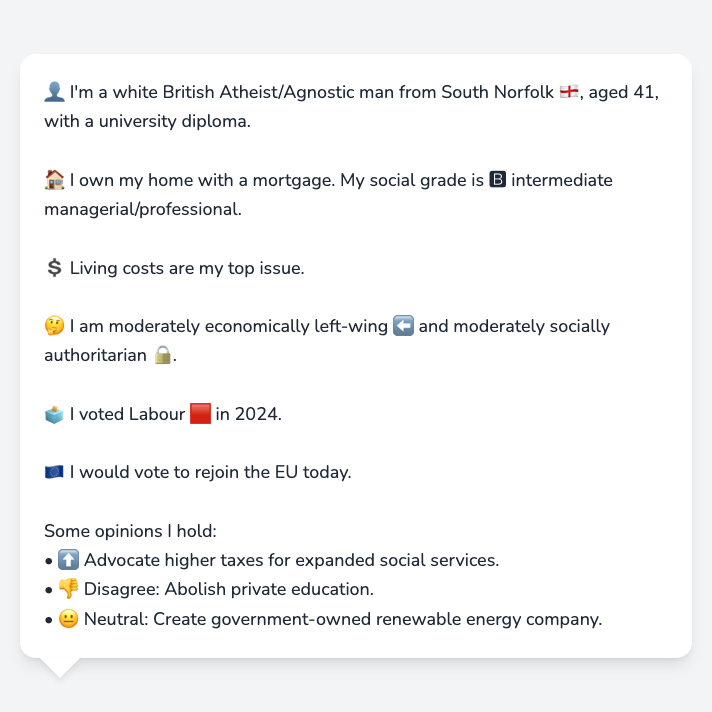 👤 I'm a white British Atheist/Agnostic man from South Norfolk 🏴󠁧󠁢󠁥󠁮󠁧󠁿, aged 41,
with a university diploma.
🏠 I own my home with a mortgage. My social grade is 🅱 intermediate
managerial/professional.
💲 Living costs are my top issue.
🤔 I am moderately economically left-wing ⬅️ and moderately socially
authoritarian 🔒.
🗳️ I voted Labour 🟥 in 2024.
🇪🇺 I would vote to rejoin the EU today.
Some opinions I hold:
• ⬆️ Advocate higher taxes for expanded social services.
• 👎 Disagree: Abolish private education.
• 😐 Neutral: Create government-owned renewable energy company.